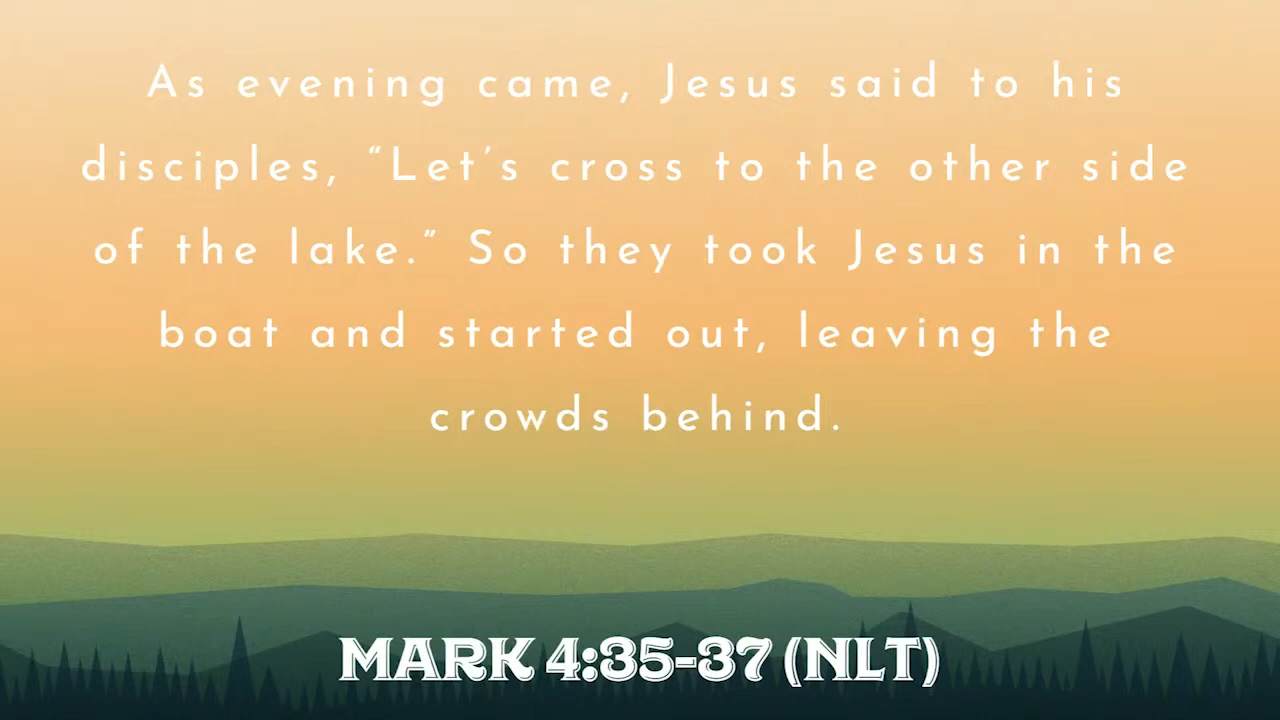 As evening came, Jesus said to his
disciples, “Let’s cross to the other side
of the lake.” So they took Jesus in the
boat and started out, leaving the
crowds behind.
MARK 4:35-37 (NLT)